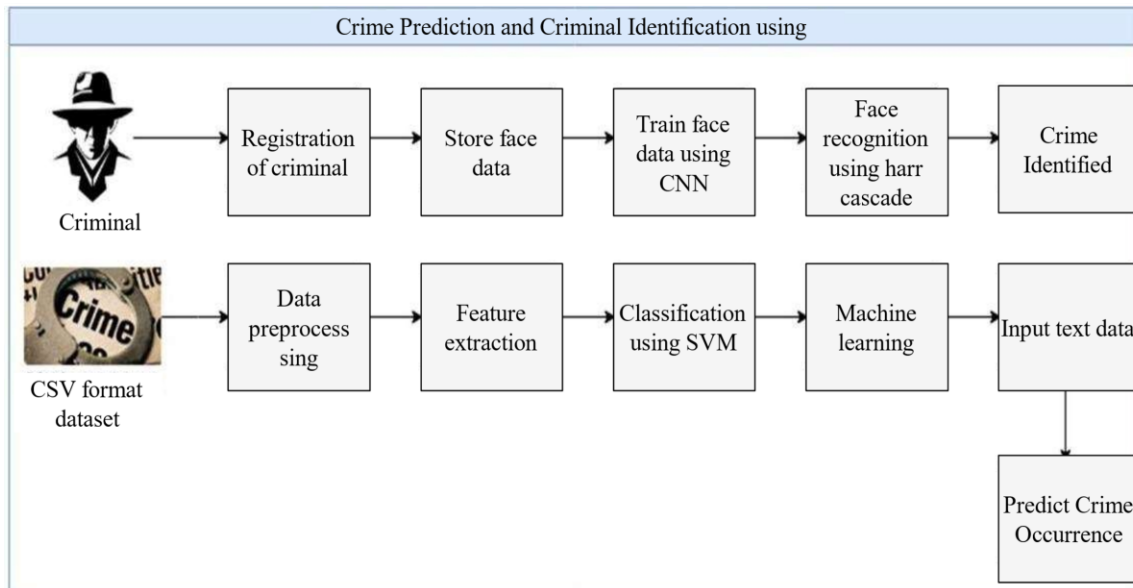 Crime Prediction and Criminal Identification using
Registration
of criminal
Store face
data
Train face
data using
CNN
Face
recognition
using harr
cascade
Crime
Identified
Criminal
Crime
CSV format
dataset
Data
preprocess
sing
Feature
extraction
Classification
using SVM
Machine
learning
Input text data
Predict Crime
Occurrence